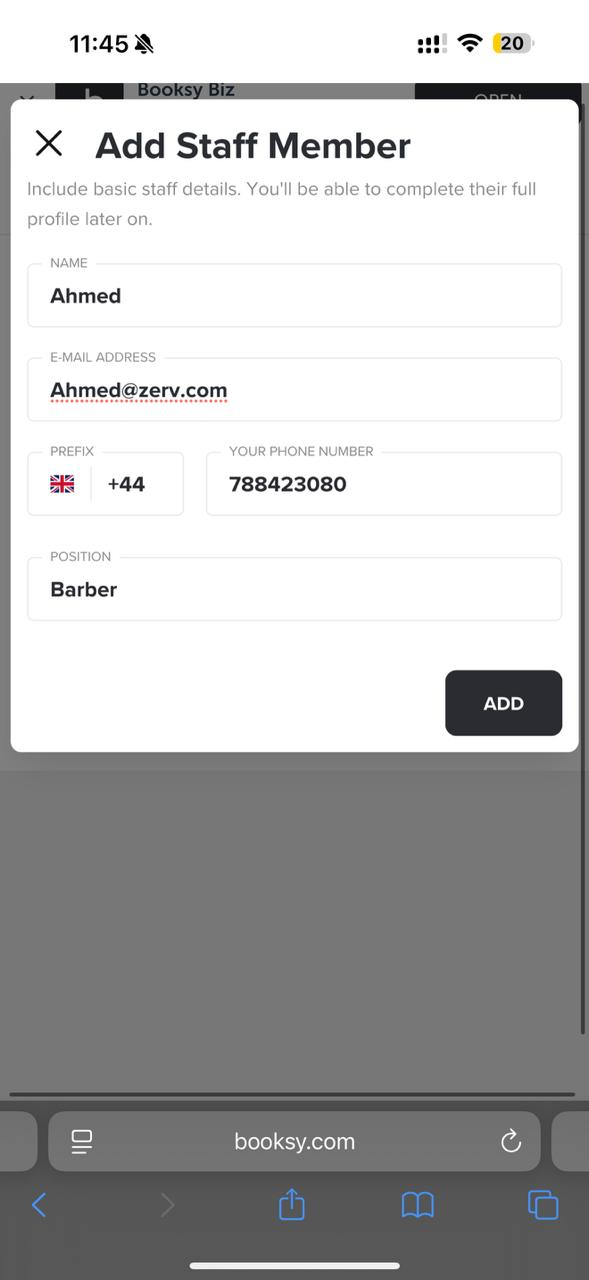 11:45
20
Booksy Biz
OPEN
Add Staff Member
Include basic staff details. You'll be able to complete their full
profile later on.
NAME
Ahmed
E-MAIL ADDRESS
Ahmed@zerv.com
PREFIX
+44
YOUR PHONE NUMBER
788423080
POSITION
Barber
ADD
booksy.com